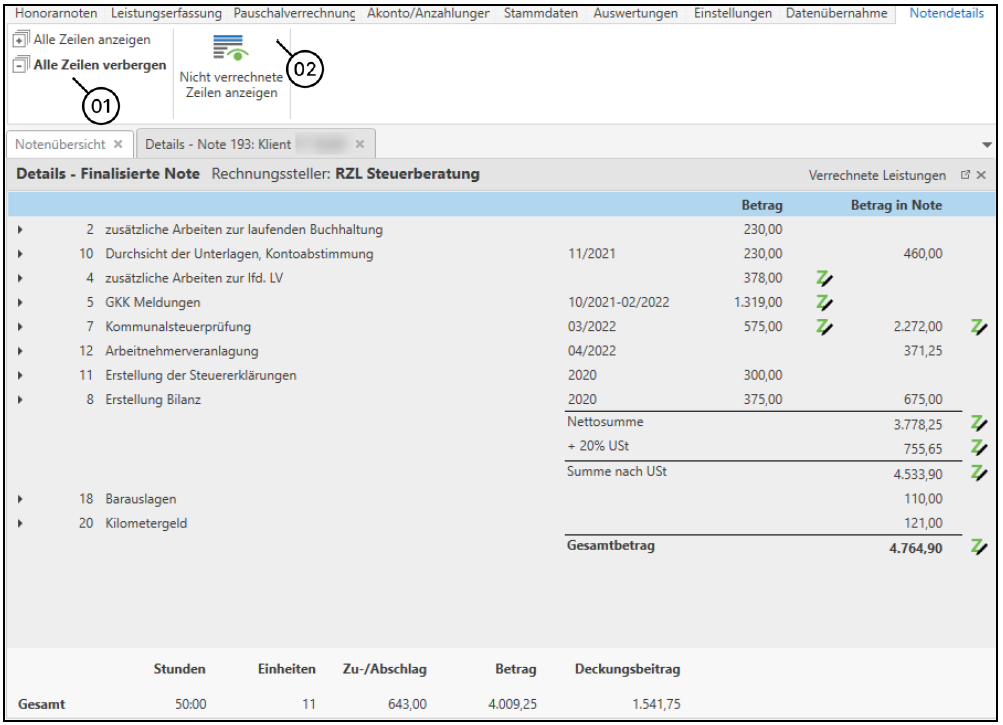 Honorarnoten Leistungserfassung Pauschalverrechnung Akonto/Anzahlunger Stammdaten Auswertungen Einstellungen Datenübernahme Notendetails
Alle Zeilen anzeigen
Alle Zeilen verbergen
Nicht verrechnete
Zeilen anzeigen
01
02
Notenübersicht Details - Note 193: Klient
Details - Finalisierte Note Rechnungssteller: RZL Steuerberatung Verrechnete Leistungen
Betrag Betrag in Note
2 zusätzliche Arbeiten zur laufenden Buchhaltung 230,00
10 Durchsicht der Unterlagen, Kontoabstimmung 11/2021 230,00 460,00
4 zusätzliche Arbeiten zur lfd. LV 378,00 Z
5 GKK Meldungen 10/2021-02/2022 1.319,00 Z
7 Kommunalsteuerprüfung 03/2022 575,00 Z 2.272,00 Z
12 Arbeitnehmerveranlagung 04/2022 371,25
11 Erstellung der Steuererklärungen 2020 300,00
8 Erstellung Bilanz 2020 375,00 675,00
Nettosumme 3.778,25 Z
+ 20% USt 755,65 Z
Summe nach USt 4.533,90 Z
18 Barauslagen 110,00
20 Kilometergeld 121,00
Gesamtbetrag 4.764,90 Z
Stunden Einheiten Zu-/Abschlag Betrag Deckungsbeitrag
Gesamt 50:00 11 643,00 4.009,25 1.541,75